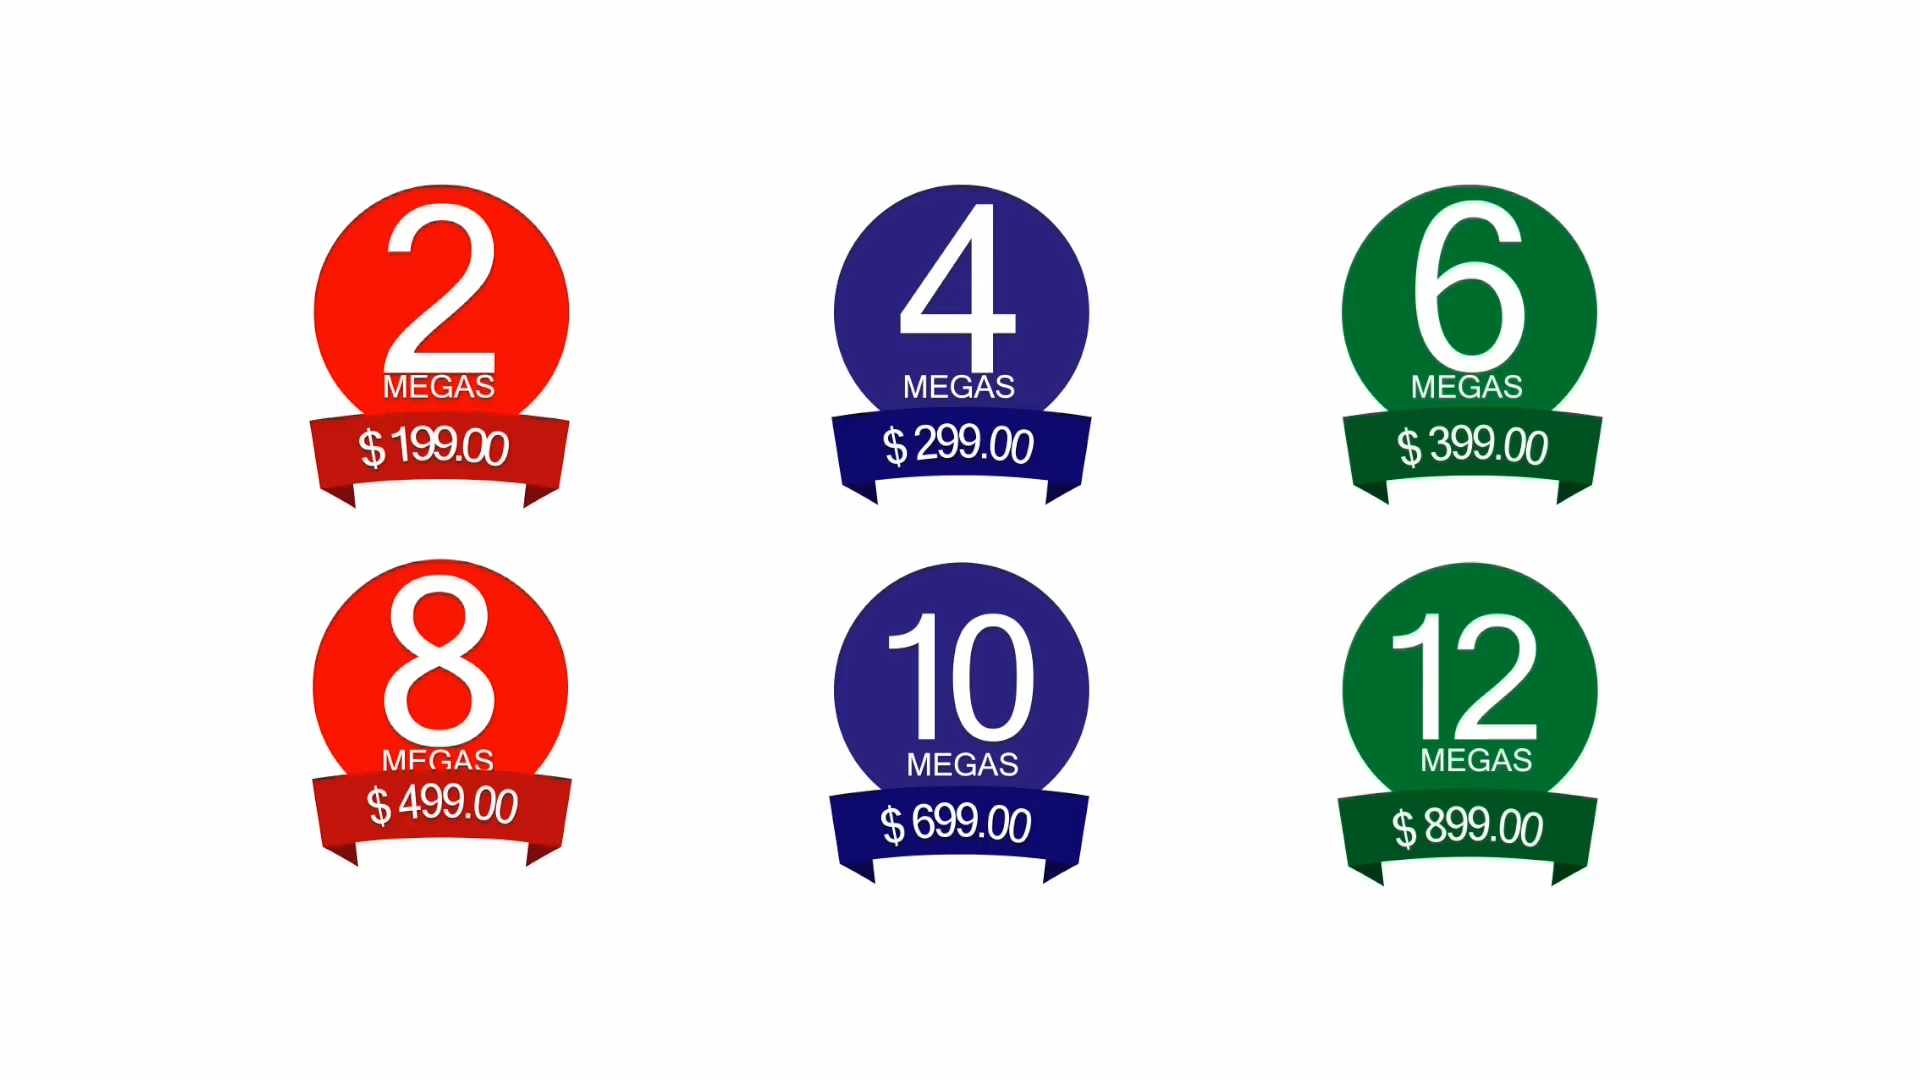 2
MEGAS
$ 199.00
4
MEGAS
$ 299.00
6
MEGAS
$ 399.00
8
MEGAS
$ 499.00
10
MEGAS
$ 699.00
12
MEGAS
$ 899.00